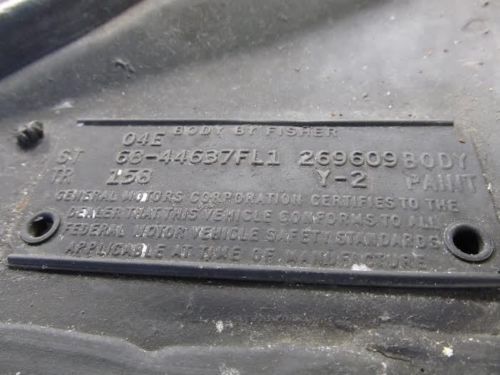 BODY BY FISHER
04E
ST 68-44637FL1 269609 BODY
TR 158 Y-2 PAINT
GENERAL MOTORS CORPORATION CERTIFIES TO THE
DEALER THAT THIS VEHICLE CONFORMS TO ALL
FEDERAL MOTOR VEHICLE SAFETY STANDARDS
APPLICABLE AT TIME OF MANUFACTURE